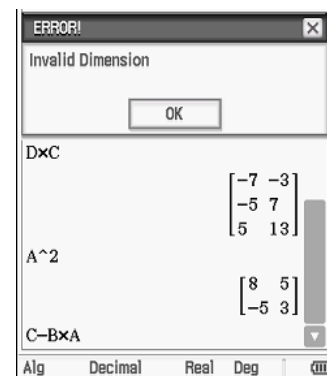 ERROR!
Invalid Dimension
OK
D×C
[-7 -3]
[-5 7]
[5 13]
A^2
[8 5]
[-5 3]
C-B×A
Alg Decimal Real Deg